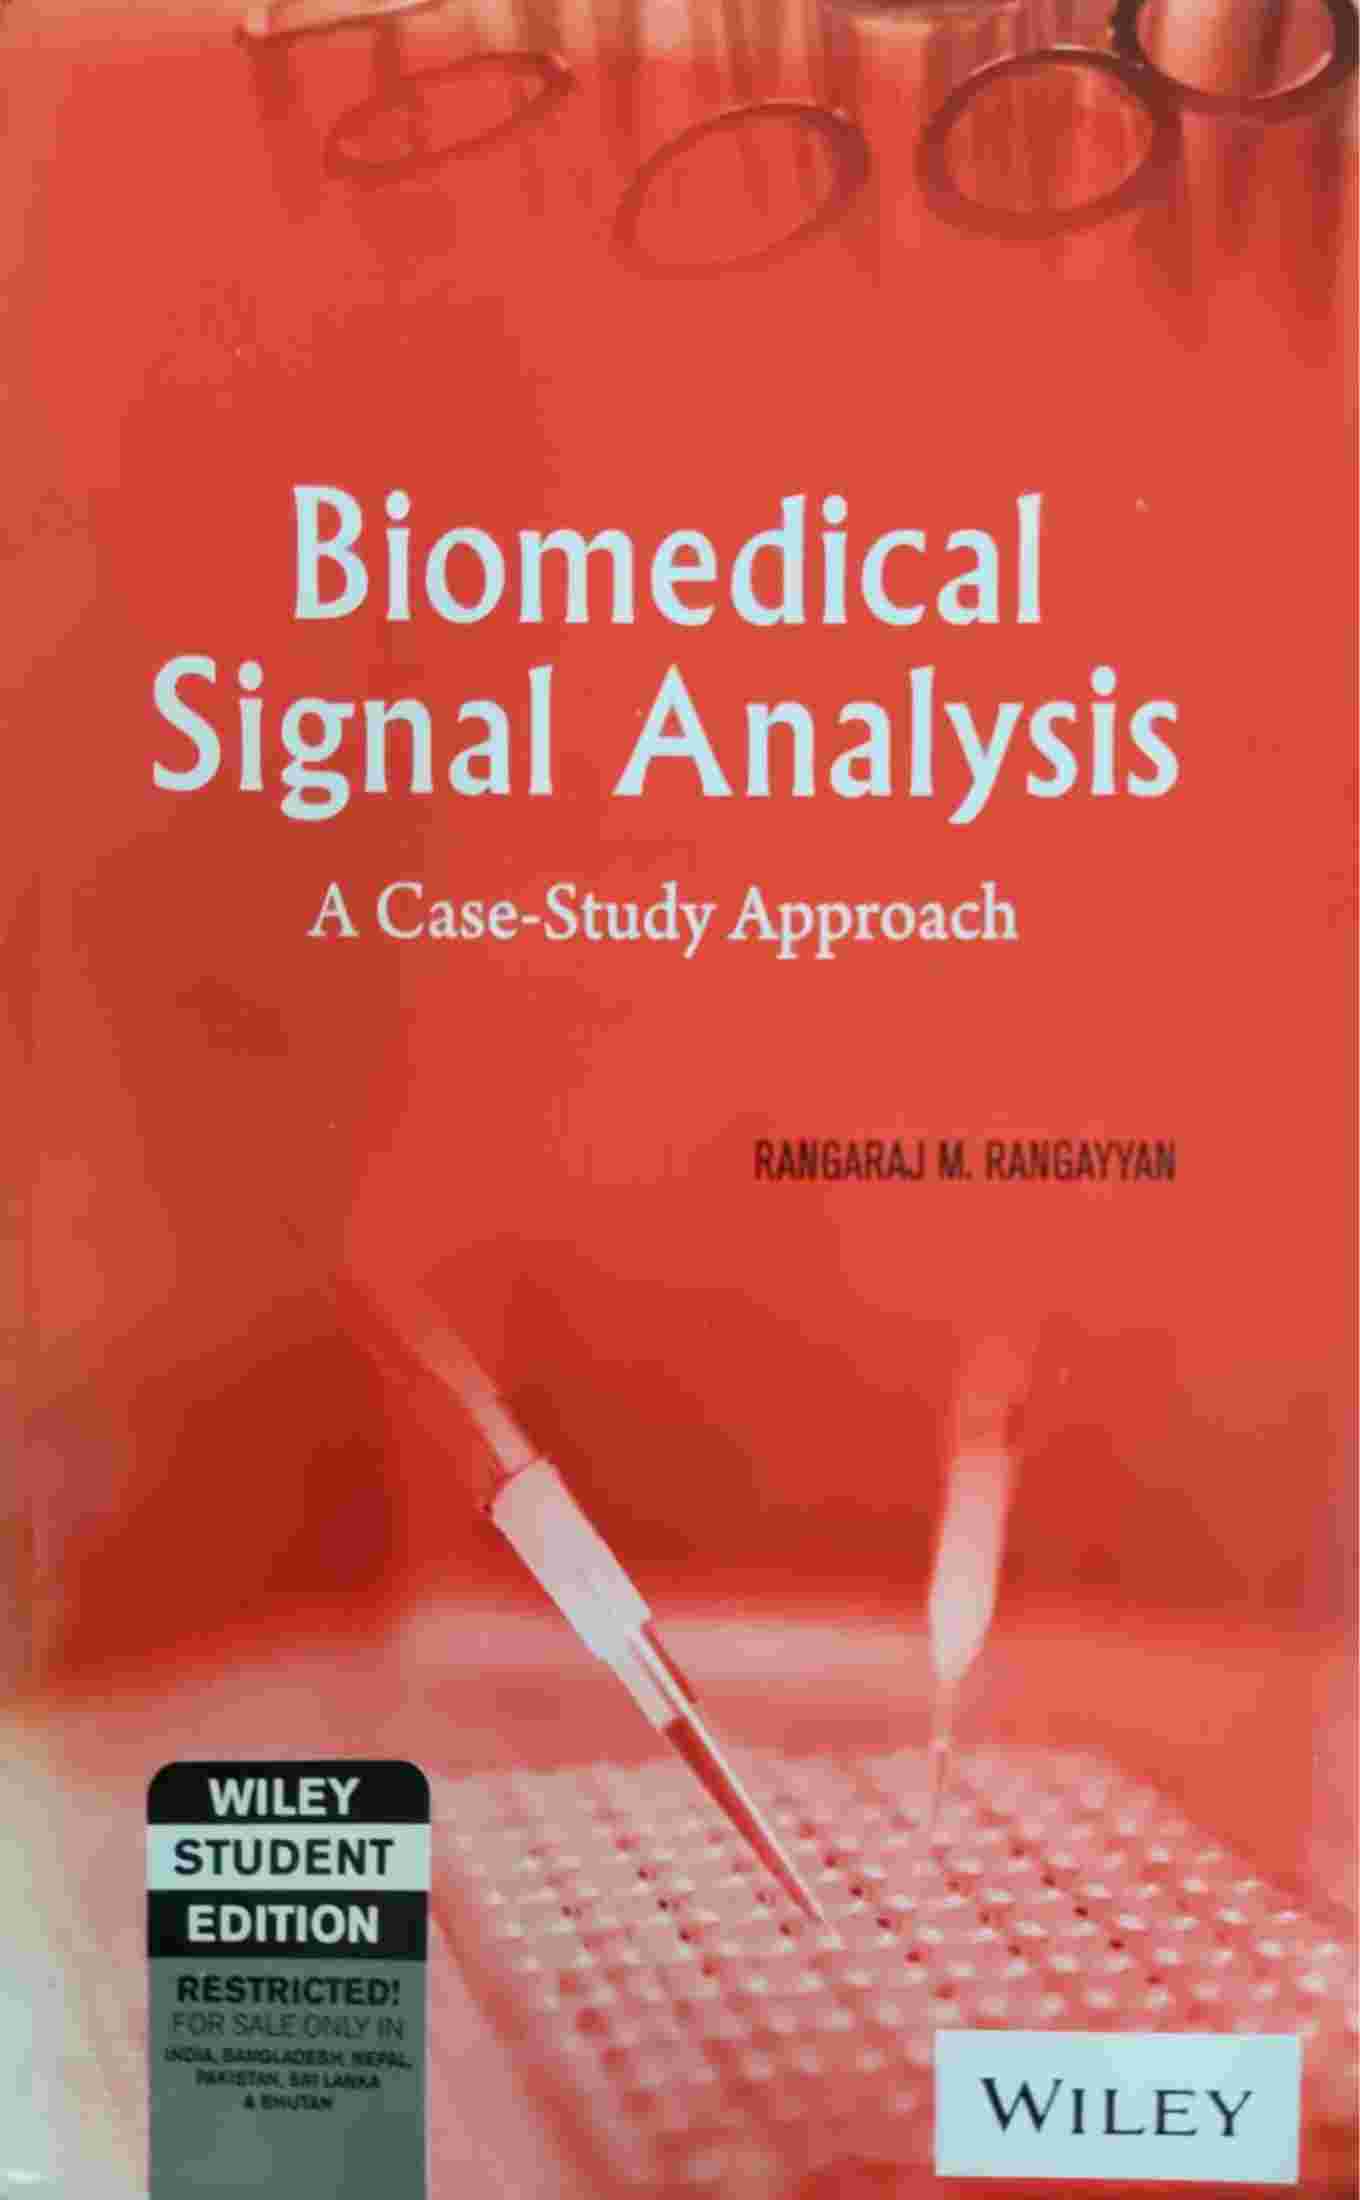 Biomedical
Signal Analysis
A Case-Study Approach
RANGARAJ M. RANGAYYAN
WILEY
STUDENT
EDITION
RESTRICTED!
FOR SALE ONLY IN
INDIA, BANGLADESH, NEPAL,
PAKISTAN, SRI LANKA
& BHUTAN
WILEY